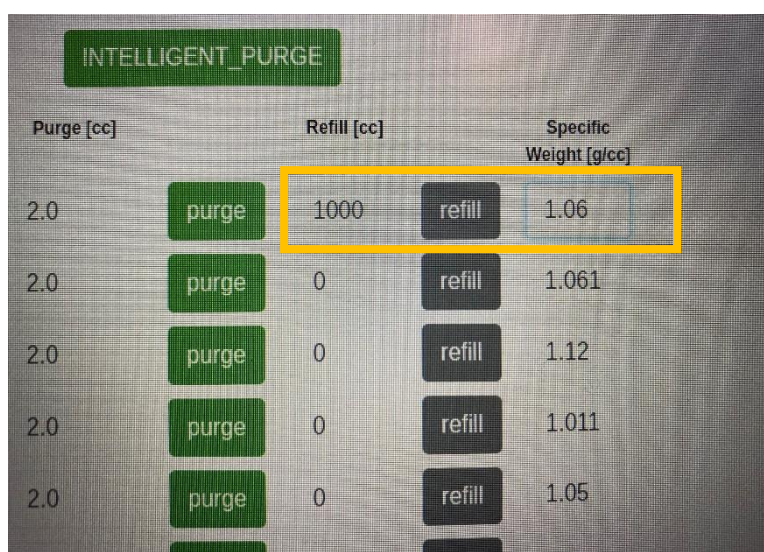 INTELLIGENT_PURGE
Purge [cc] Refill [cc] Specific
Weight [g/cc]
2.0 purge 1000 refill 1.06
2.0 purge 0 refill 1.061
2.0 purge 0 refill 1.12
2.0 purge 0 refill 1.011
2.0 purge 0 refill 1.05